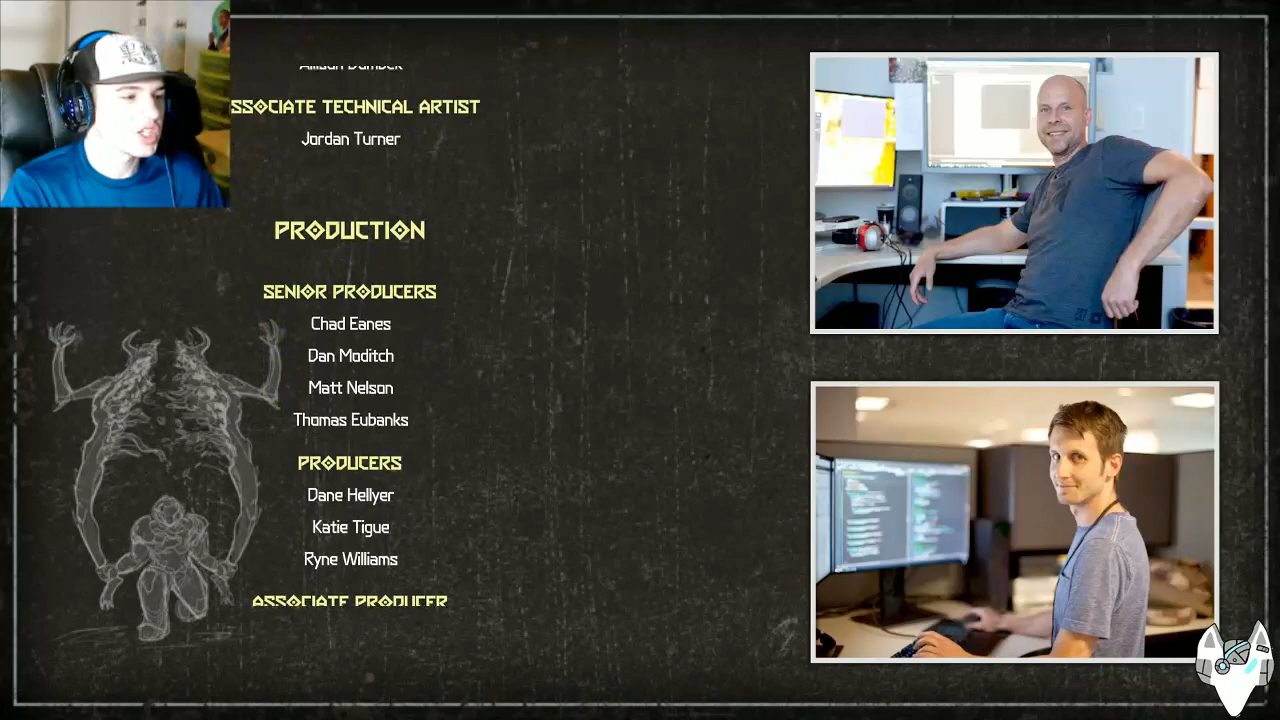 SSOCIATE TECHNICAL ARTIST
Jordan Turner
PRODUCTION
SENIOR PRODUCERS
Chad Eanes
Dan Moditch
Matt Nelson
Thomas Eubanks
PRODUCERS
Dane Hellyer
Katie Tigue
Ryne Williams
ASSOCIATE PRODUCER